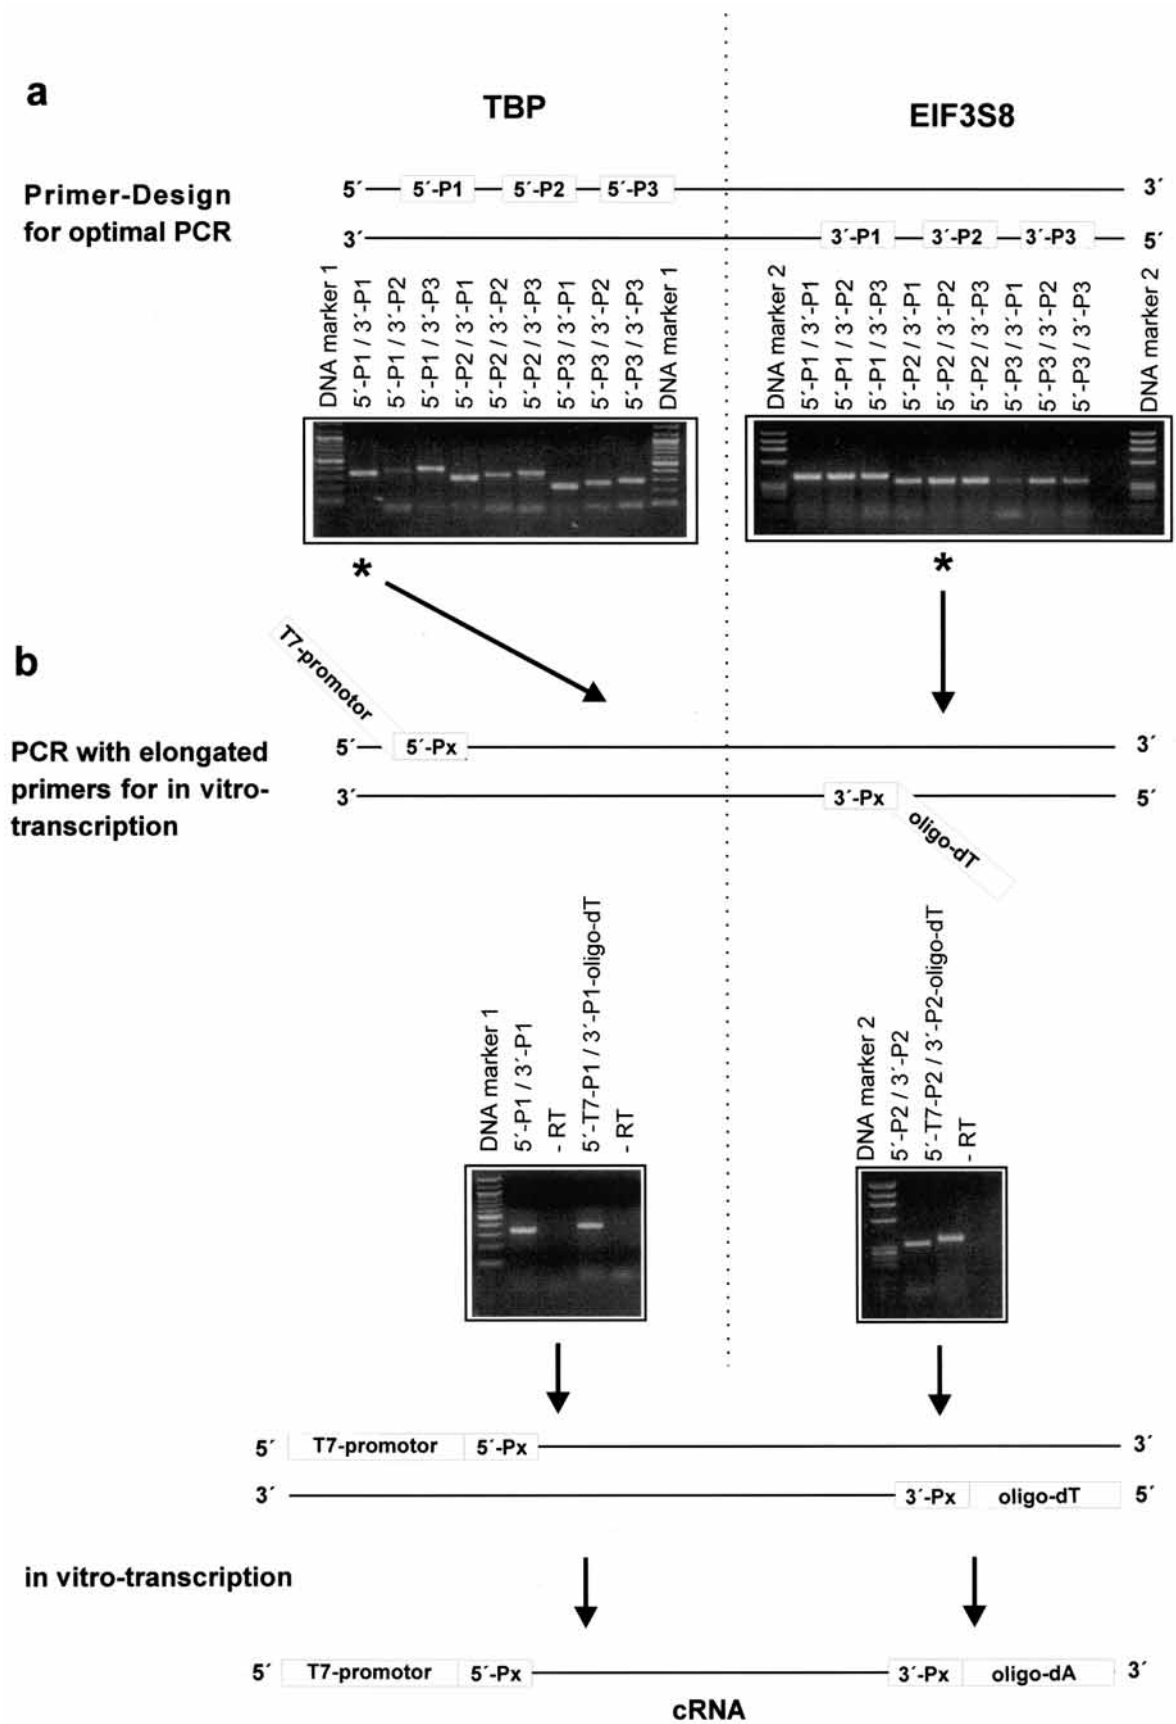 a
TBP
EIF3S8
Primer-Design
for optimal PCR
5´ 5´-P1 5´-P2 5´-P3 3´
3´ 3´-P1 3´-P2 3´-P3 5´
DNA marker 1
5´-P1 / 3´-P1
5´-P1 / 3´-P2
5´-P1 / 3´-P3
5´-P2 / 3´-P1
5´-P2 / 3´-P2
5´-P2 / 3´-P3
5´-P3 / 3´-P1
5´-P3 / 3´-P2
5´-P3 / 3´-P3
DNA marker 1
DNA marker 2
5´-P1 / 3´-P1
5´-P1 / 3´-P2
5´-P1 / 3´-P3
5´-P2 / 3´-P1
5´-P2 / 3´-P2
5´-P2 / 3´-P3
5´-P3 / 3´-P1
5´-P3 / 3´-P2
5´-P3 / 3´-P3
DNA marker 2
*
*
b
T7-promotor
PCR with elongated
primers for in vitro-
transcription
5´ 5´-Px 3´
3´ 3´-Px 5´
oligo-dT
DNA marker 1
5´-P1 / 3´-P1
- RT
5´-T7-P1 / 3´-P1-oligo-dT
- RT
DNA marker 2
5´-P2 / 3´-P2
5´-T7-P2 / 3´-P2-oligo-dT
- RT
5´ T7-promotor 5´-Px 3´
3´ 3´-Px oligo-dT 5´
in vitro-transcription
5´ T7-promotor 5´-Px 3´-Px oligo-dA 3´
cRNA